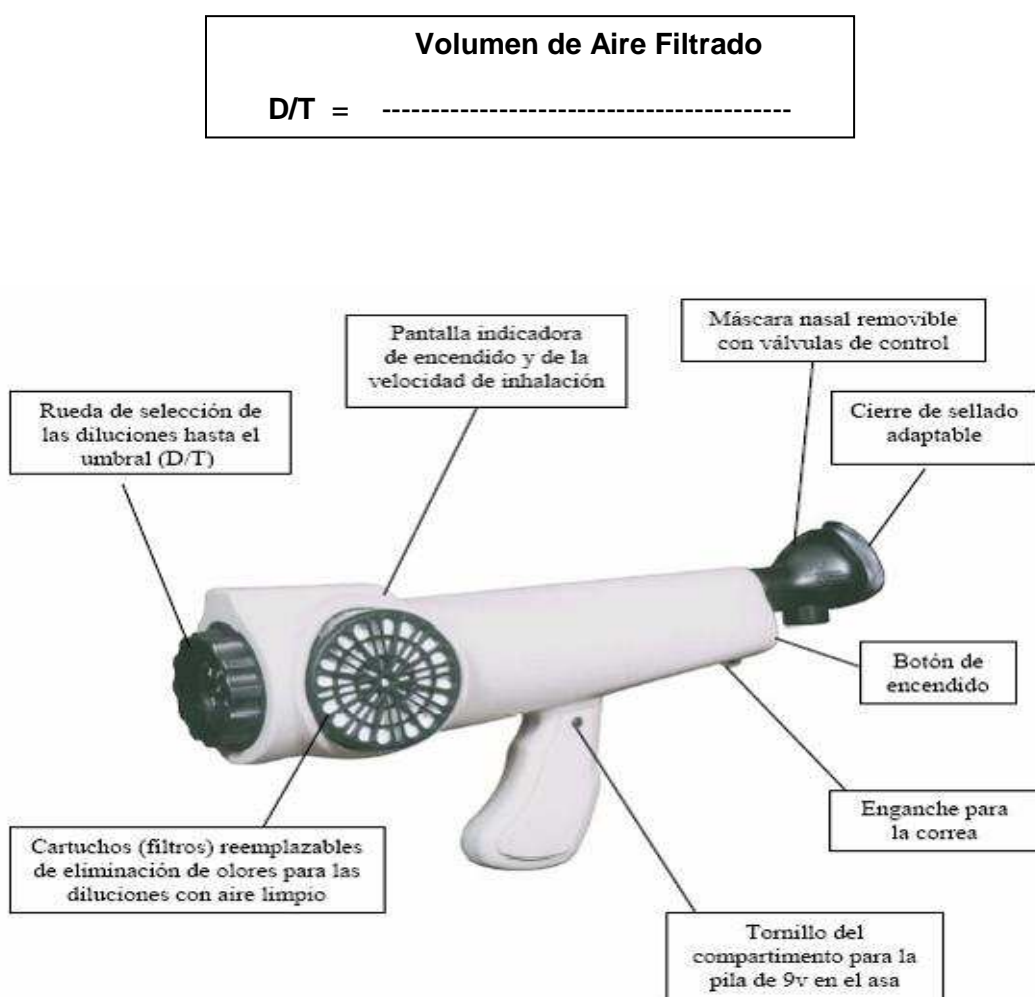 Volumen de Aire Filtrado
D/T = ------------------------------------------
Pantalla indicadora
de encendido y de la
velocidad de inhalación
Máscara nasal removible
con válvulas de control
Rueda de selección de
las diluciones hasta el
umbral (D/T)
Cierre de sellado
adaptable
Botón de
encendido
Enganche para
la correa
Cartuchos (filtros) reemplazables
de eliminación de olores para las
diluciones con aire limpio
Tornillo del
compartimento para la
pila de 9v en el asa